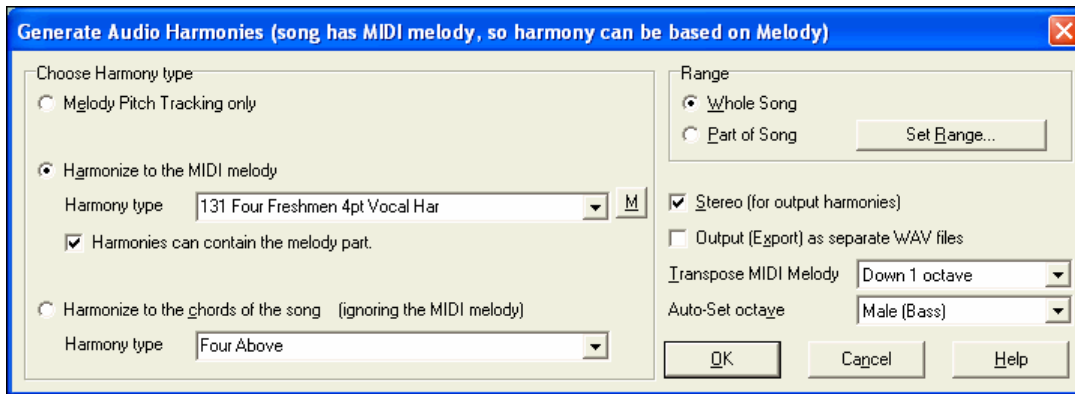 Generate Audio Harmonies (song has MIDI melody, so harmony can be based on Melody)
Choose Harmony type
Melody Pitch Tracking only
Harmonize to the MIDI melody
Harmony type 131 Four Freshmen 4pt Vocal Har M
Harmonies can contain the melody part.
Harmonize to the chords of the song (ignoring the MIDI melody)
Harmony type Four Above
Range
Whole Song
Part of Song Set Range...
Stereo (for output harmonies)
Output (Export) as separate WAV files
Transpose MIDI Melody Down 1 octave
Auto-Set octave Male (Bass)
OK Cancel Help